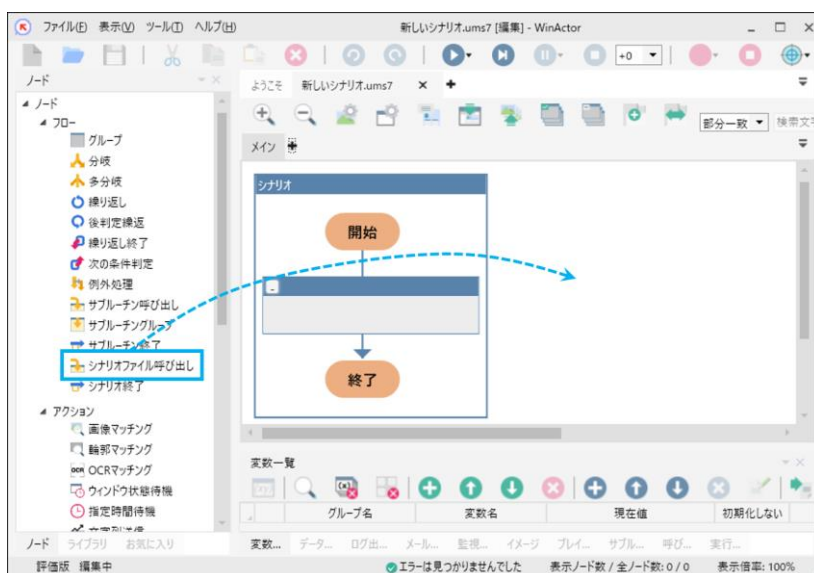 ファイル(F) 表示(V) ツール(T) ヘルプ(H) 新しいシナリオ.ums7 [編集] - WinActor
+0
ノード
ようこそ 新しいシナリオ.ums7
ノード
フロー
グループ
分岐
多分岐
繰り返し
後判定繰返
繰り返し終了
次の条件判定
例外処理
サブルーチン呼び出し
サブルーチングループ
サブルーチン終了
シナリオファイル呼び出し
シナリオ終了
アクション
画像マッチング
輪郭マッチング
OCR OCRマッチング
ウィンドウ状態待機
指定時間待機
部分一致 検索文字
メイン
シナリオ
開始
終了
変数一覧
グループ名 変数名 現在値 初期化しない
ノード ライブラリ お気に入り
変数... データ... ログ出... メール... 監視... イメージ ブレイ... サブル... 呼び... 実行...
評価版 編集中 エラーは見つかりませんでした 表示ノード数 / 全ノード数: 0 / 0 表示倍率: 100%